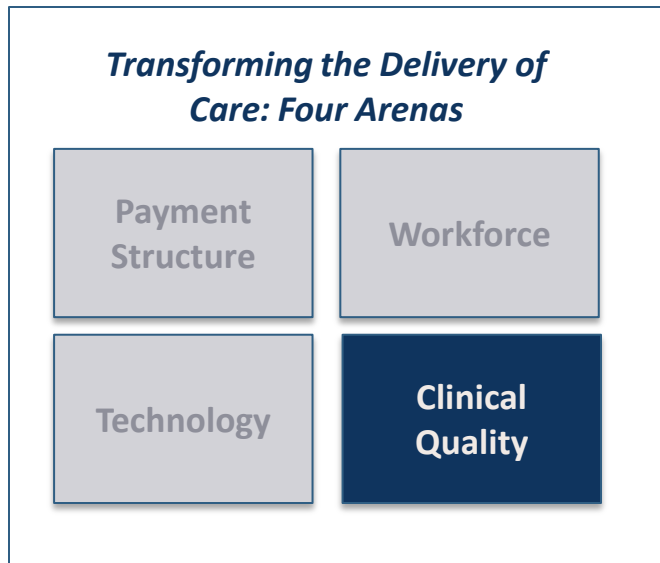 Transforming the Delivery of
Care: Four Arenas
Payment
Structure
Workforce
Technology
Clinical
Quality